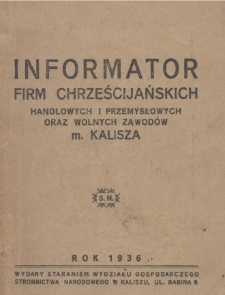 INFORMATOR
FIRM CHRZEŚCIJAŃSKICH
HANDLOWYCH I PRZEMYSŁOWYCH
ORAZ WOLNYCH ZAWODÓW
m. KALISZA
S.N.
ROK 1936
WYDANY STARANIEM WYDZIAŁU GOSPODARCZEGO
STRONNICTWA NARODOWEGO W KALISZU, UL. BABINA 8.